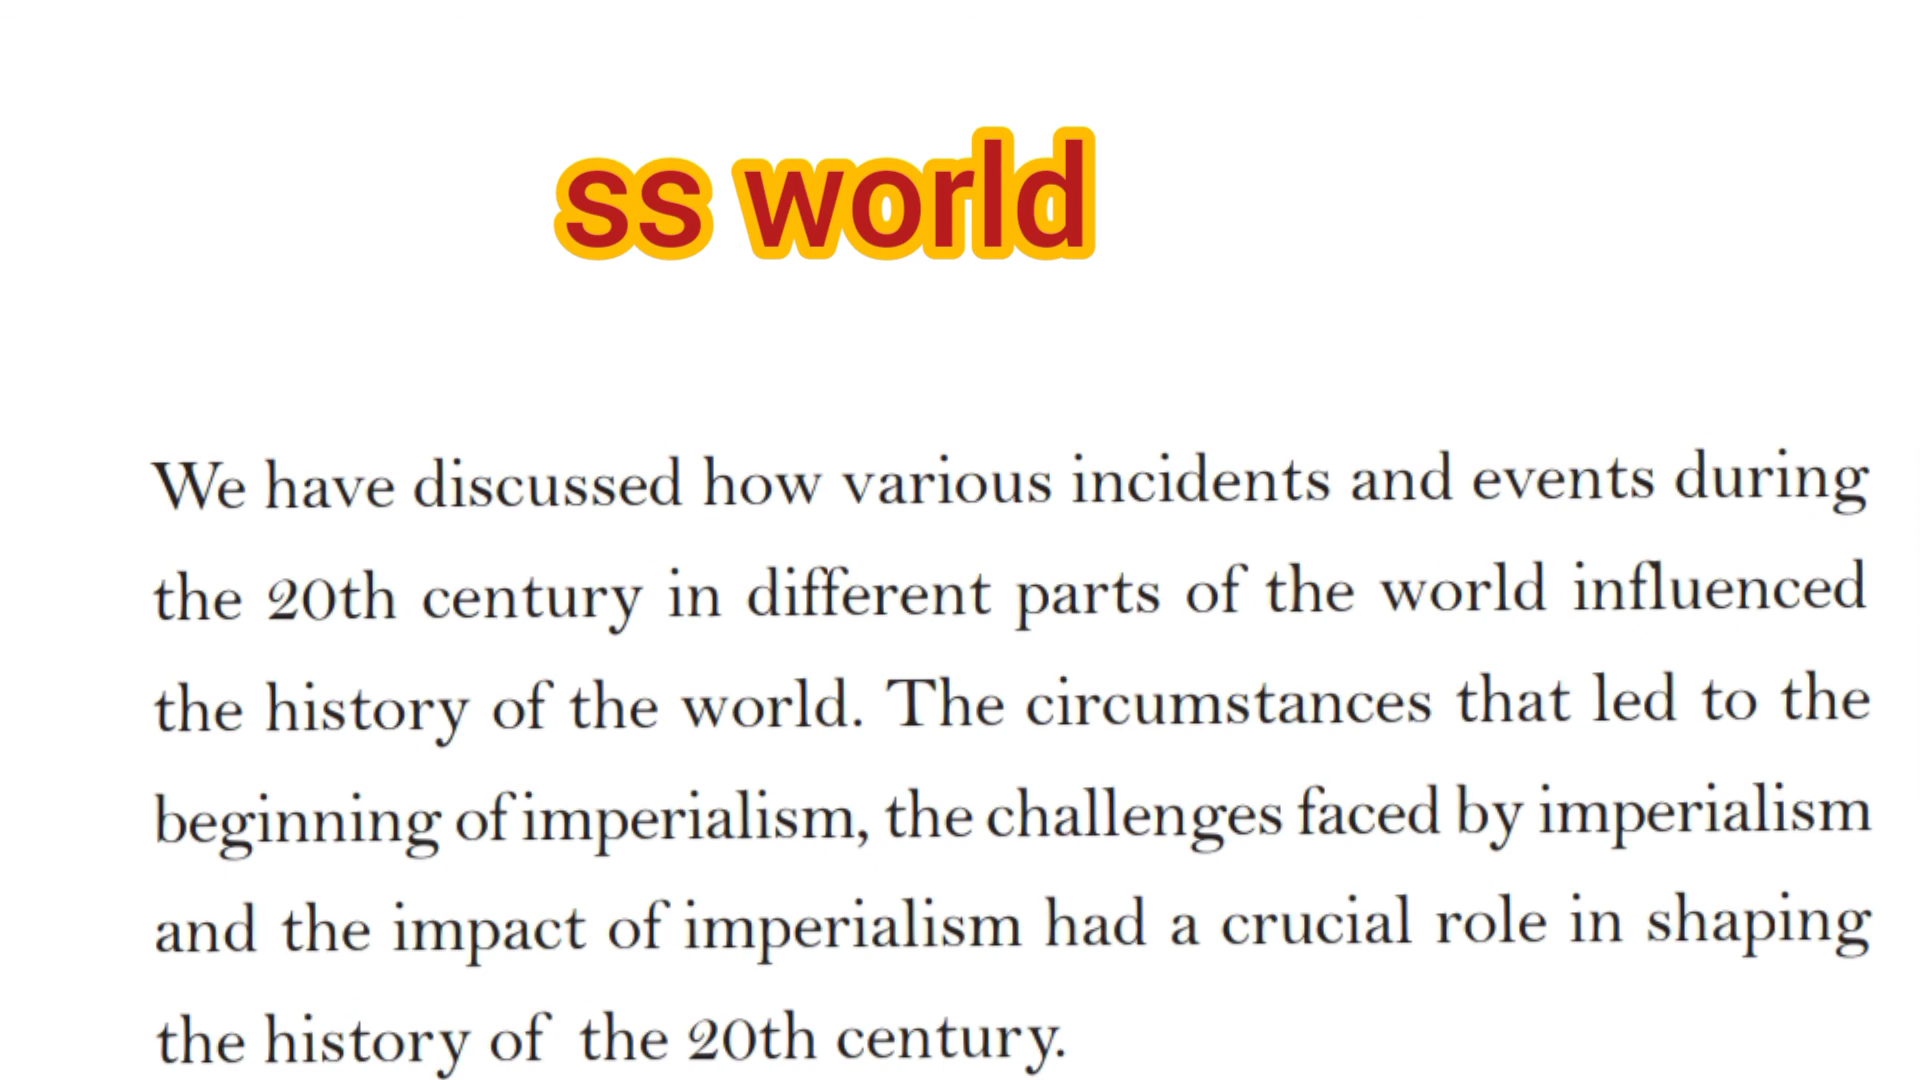 ss world
We have discussed how various incidents and events during
the 20th century in different parts of the world influenced
the history of the world. The circumstances that led to the
beginning of imperialism, the challenges faced by imperialism
and the impact of imperialism had a crucial role in shaping
the history of the 20th century.